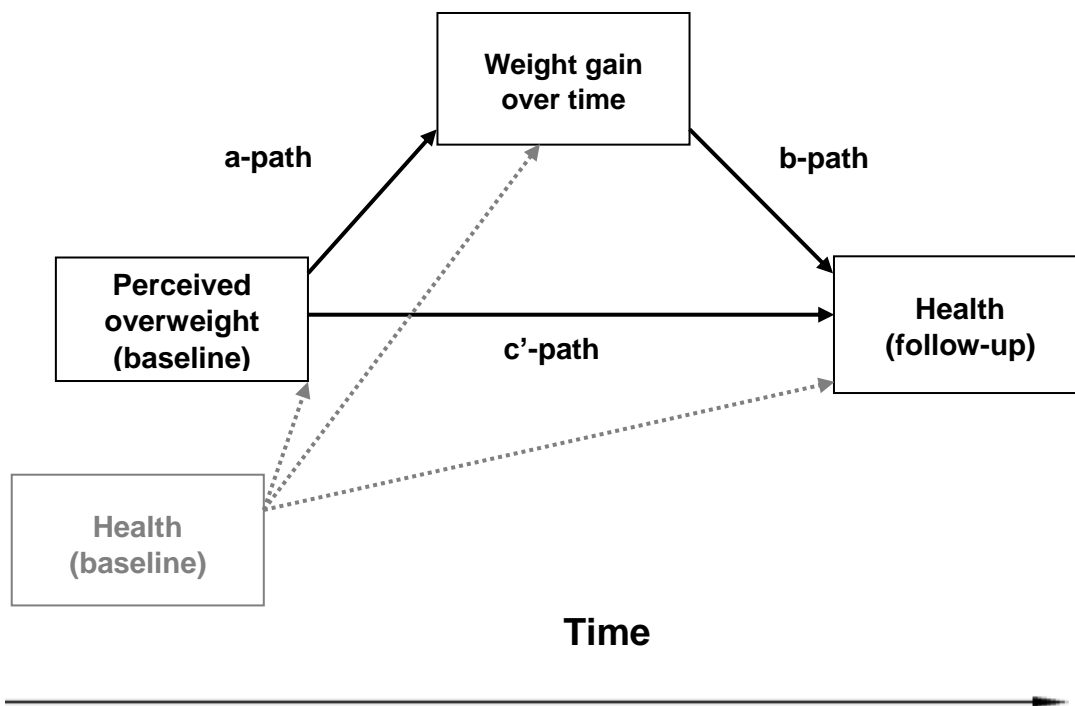 Weight gain
over time
a-path
b-path
Perceived
overweight
(baseline)
Health
(follow-up)
c’-path
Health
(baseline)
Time